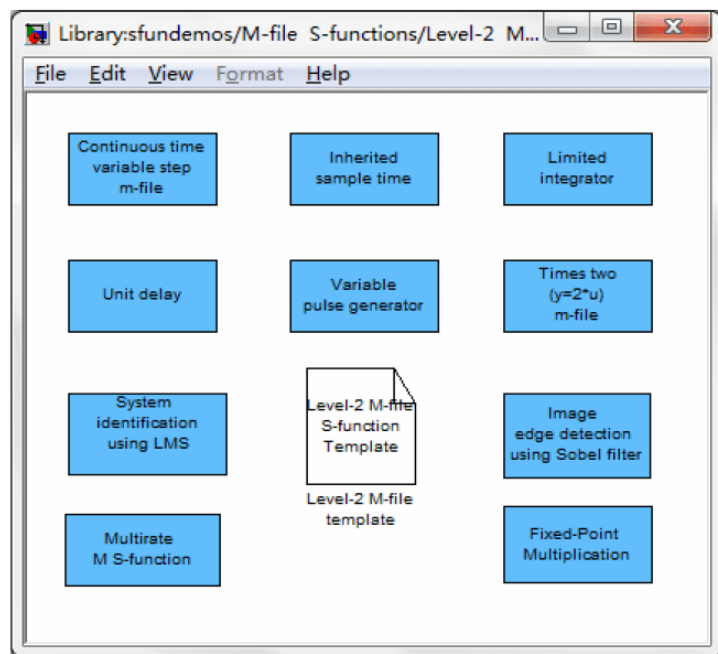 Library:sfundemos/M-file S-functions/Level-2 M...
File Edit View Format Help
Continuous time
variable step
m-file
Inherited
sample time
Limited
integrator
Unit delay
Variable
pulse generator
Times two
(y=2*u)
m-file
System
identification
using LMS
Level-2 M-file
S-function
Template
Level-2 M-file
template
Image
edge detection
using Sobel filter
Multirate
M S-function
Fixed-Point
Multiplication